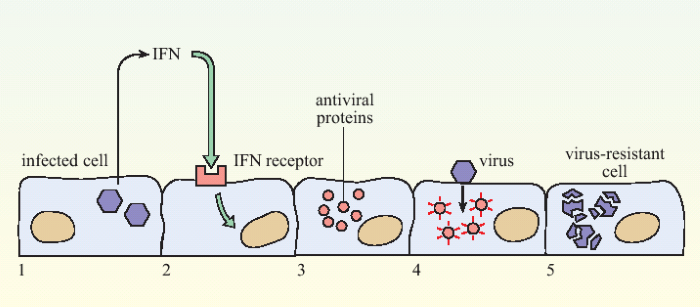 IFN
antiviral
proteins
infected cell
IFN receptor
virus
virus-resistant
cell
1
2
3
4
5